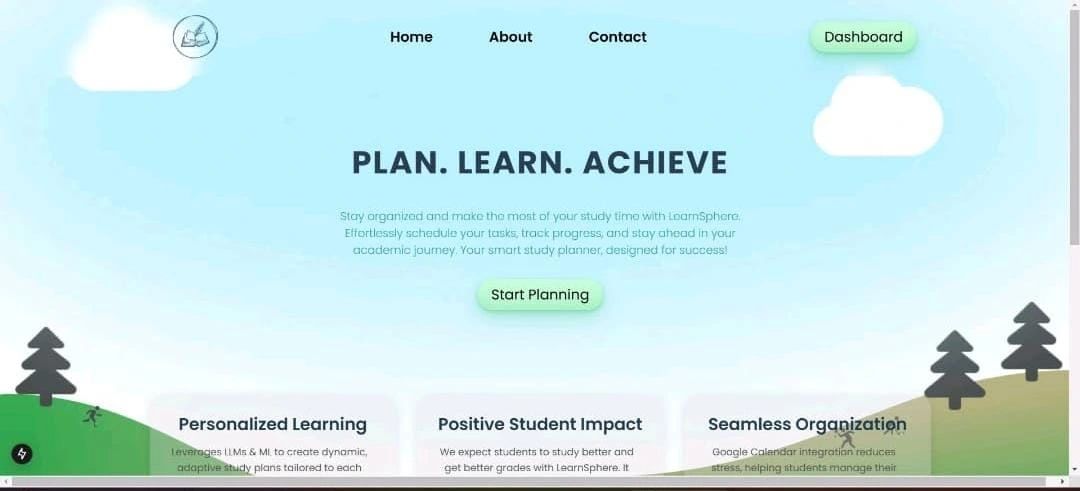 Home About Contact Dashboard
PLAN. LEARN. ACHIEVE
Stay organized and make the most of your study time with LearnSphere.
Effortlessly schedule your tasks, track progress, and stay ahead in your
academic journey. Your smart study planner, designed for success!
Start Planning
Personalized Learning
Leverages LLMs & ML to create dynamic,
adaptive study plans tailored to each
Positive Student Impact
We expect students to study better and
get better grades with LearnSphere. It
Seamless Organization
Google Calendar integration reduces
stress, helping students manage their